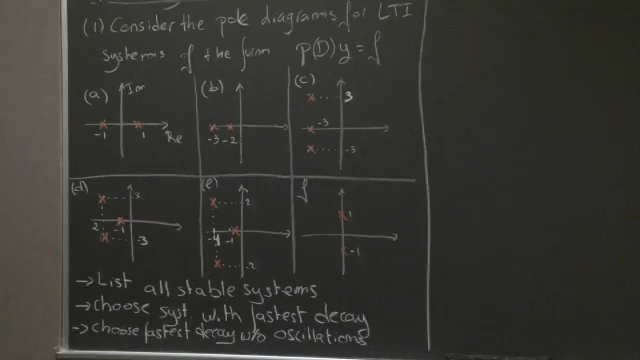 (1) Consider the pole diagrams for LTI
systems of the form P(D)y = f
(a) Im
-1 1 Re
(b)
-3 -2
(c)
3
-3
-3
(d)
3
2 -1
-3
(e)
2
-4 -1
-2
f
1
-1
→ List all stable systems
→ choose syst with fastest decay
→ choose fastest decay w/o oscillations